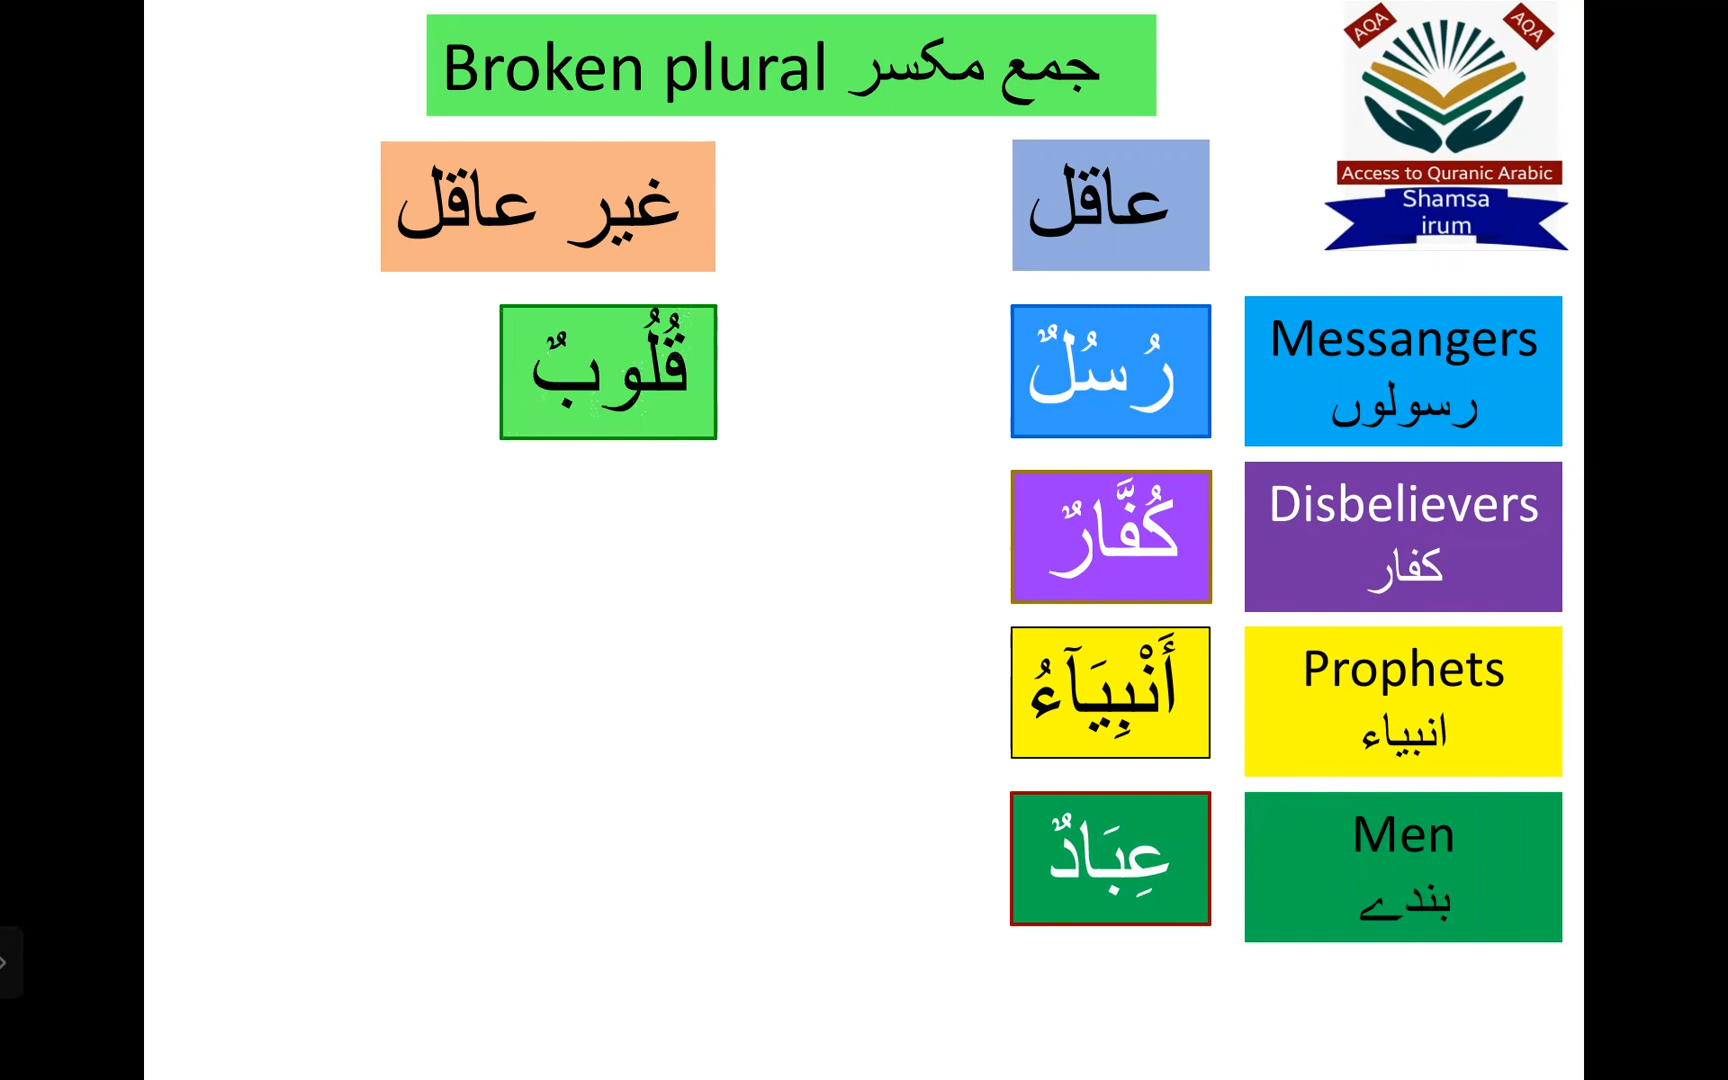 Broken plural جمع مكسر
AQA
AQA
Access to Quranic Arabic
Shamsa
irum
غير عاقل
عاقل
قُلُوبٌ
رُسُلٌ
Messangers
رسولوں
كُفَّارٌ
Disbelievers
کفار
أَنْبِيَآءُ
Prophets
انبیاء
عِبَادٌ
Men
بندے